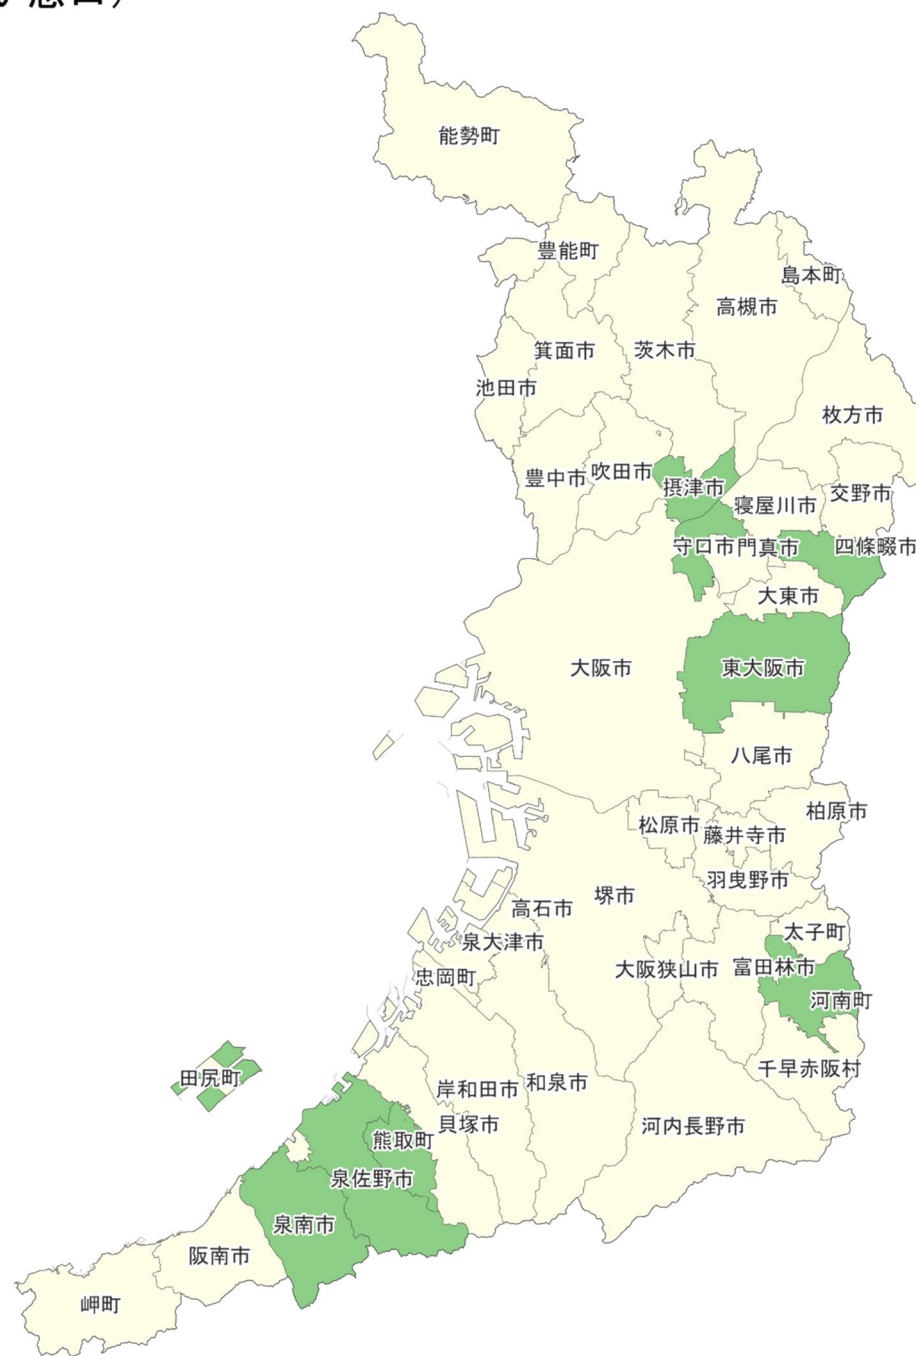 能勢町
豊能町
島本町
高槻市
箕面市
茨木市
池田市
枚方市
豊中市
吹田市
摂津市
交野市
寝屋川市
守口市
門真市
四條畷市
大東市
大阪市
東大阪市
八尾市
柏原市
松原市
藤井寺市
羽曳野市
堺市
高石市
太子町
泉大津市
大阪狭山市
富田林市
忠岡町
河南町
千早赤阪村
田尻町
岸和田市
和泉市
貝塚市
河内長野市
熊取町
泉佐野市
泉南市
阪南市
岬町